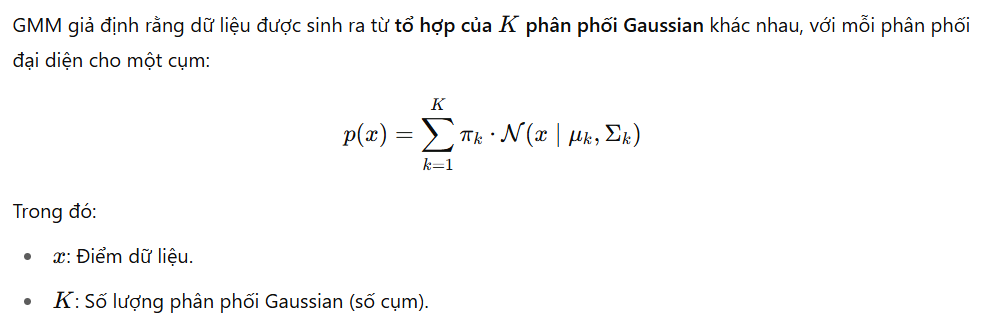 GMM giả định rằng dữ liệu được sinh ra từ tổ hợp của K phân phối Gaussian khác nhau, với mỗi phân phối
đại diện cho một cụm:
p(x) = \sum_{k=1}^{K} \pi_k \cdot \mathcal{N}(x \mid \mu_k, \Sigma_k)
Trong đó:
• x: Điểm dữ liệu.
• K: Số lượng phân phối Gaussian (số cụm).